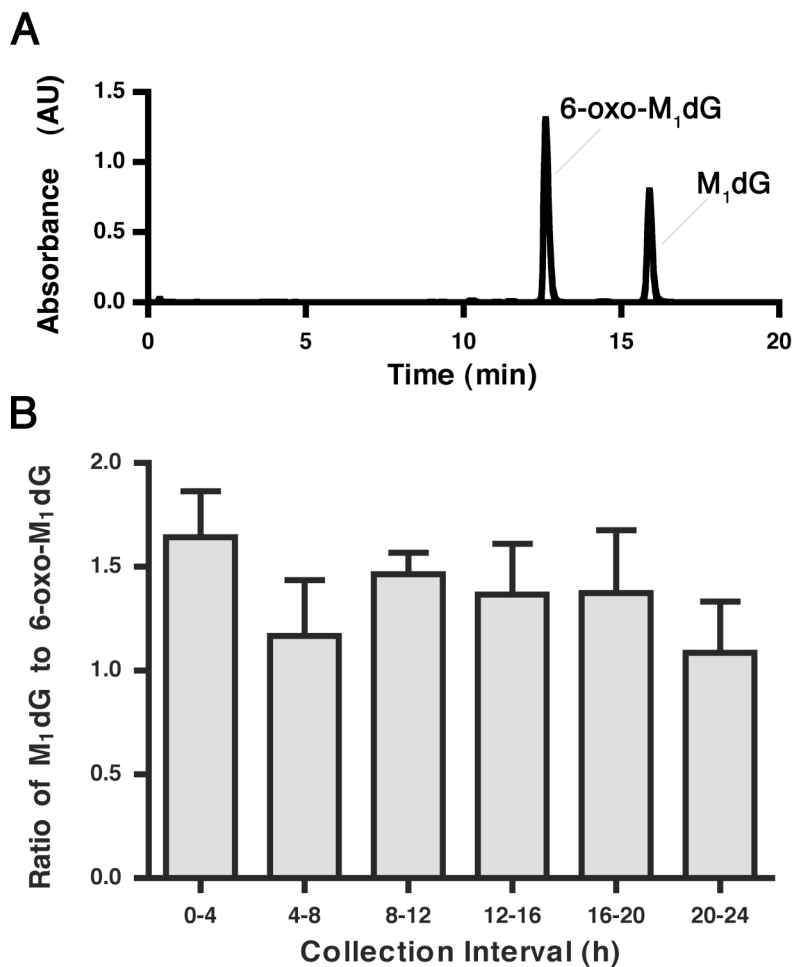 A
Absorbance (AU)
1.5
1.0
0.5
0.0
6-oxo-M₁dG
M₁dG
0 5 10 15 20
Time (min)
B
Ratio of M₁dG to 6-oxo-M₁dG
2.0
1.5
1.0
0.5
0.0
0-4 4-8 8-12 12-16 16-20 20-24
Collection Interval (h)